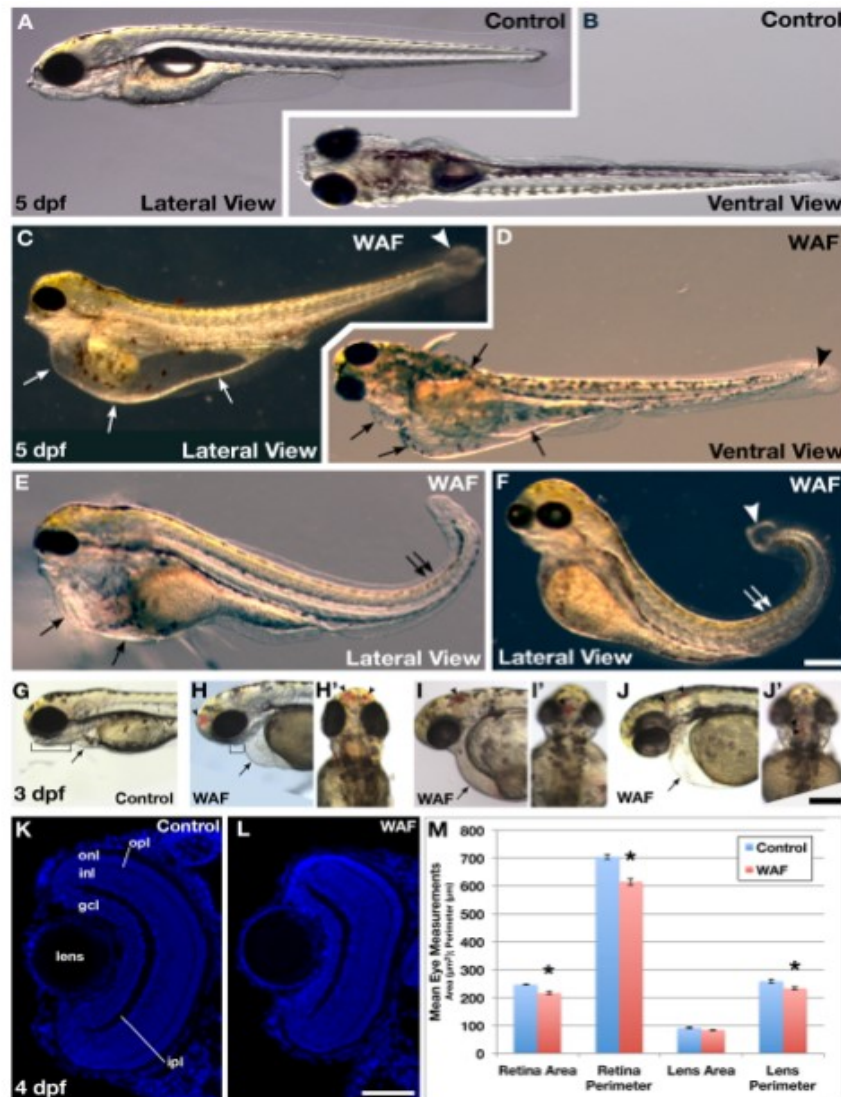 A
Control
B
Control
5 dpf
Lateral View
Ventral View
C
WAF
D
WAF
5 dpf
Lateral View
Ventral View
E
WAF
F
WAF
Lateral View
Lateral View
G
H
H'
I
I'
J
J'
3 dpf
Control
WAF
WAF
WAF
K
Control
opl
onl
inl
gcl
lens
ipl
4 dpf
L
WAF
M
Mean Eye Measurements
Area (μm²); Perimeter (μm)
800
700
600
500
400
300
200
100
0
Control
WAF
*
*
*
Retina Area
Retina
Perimeter
Lens Area
Lens
Perimeter